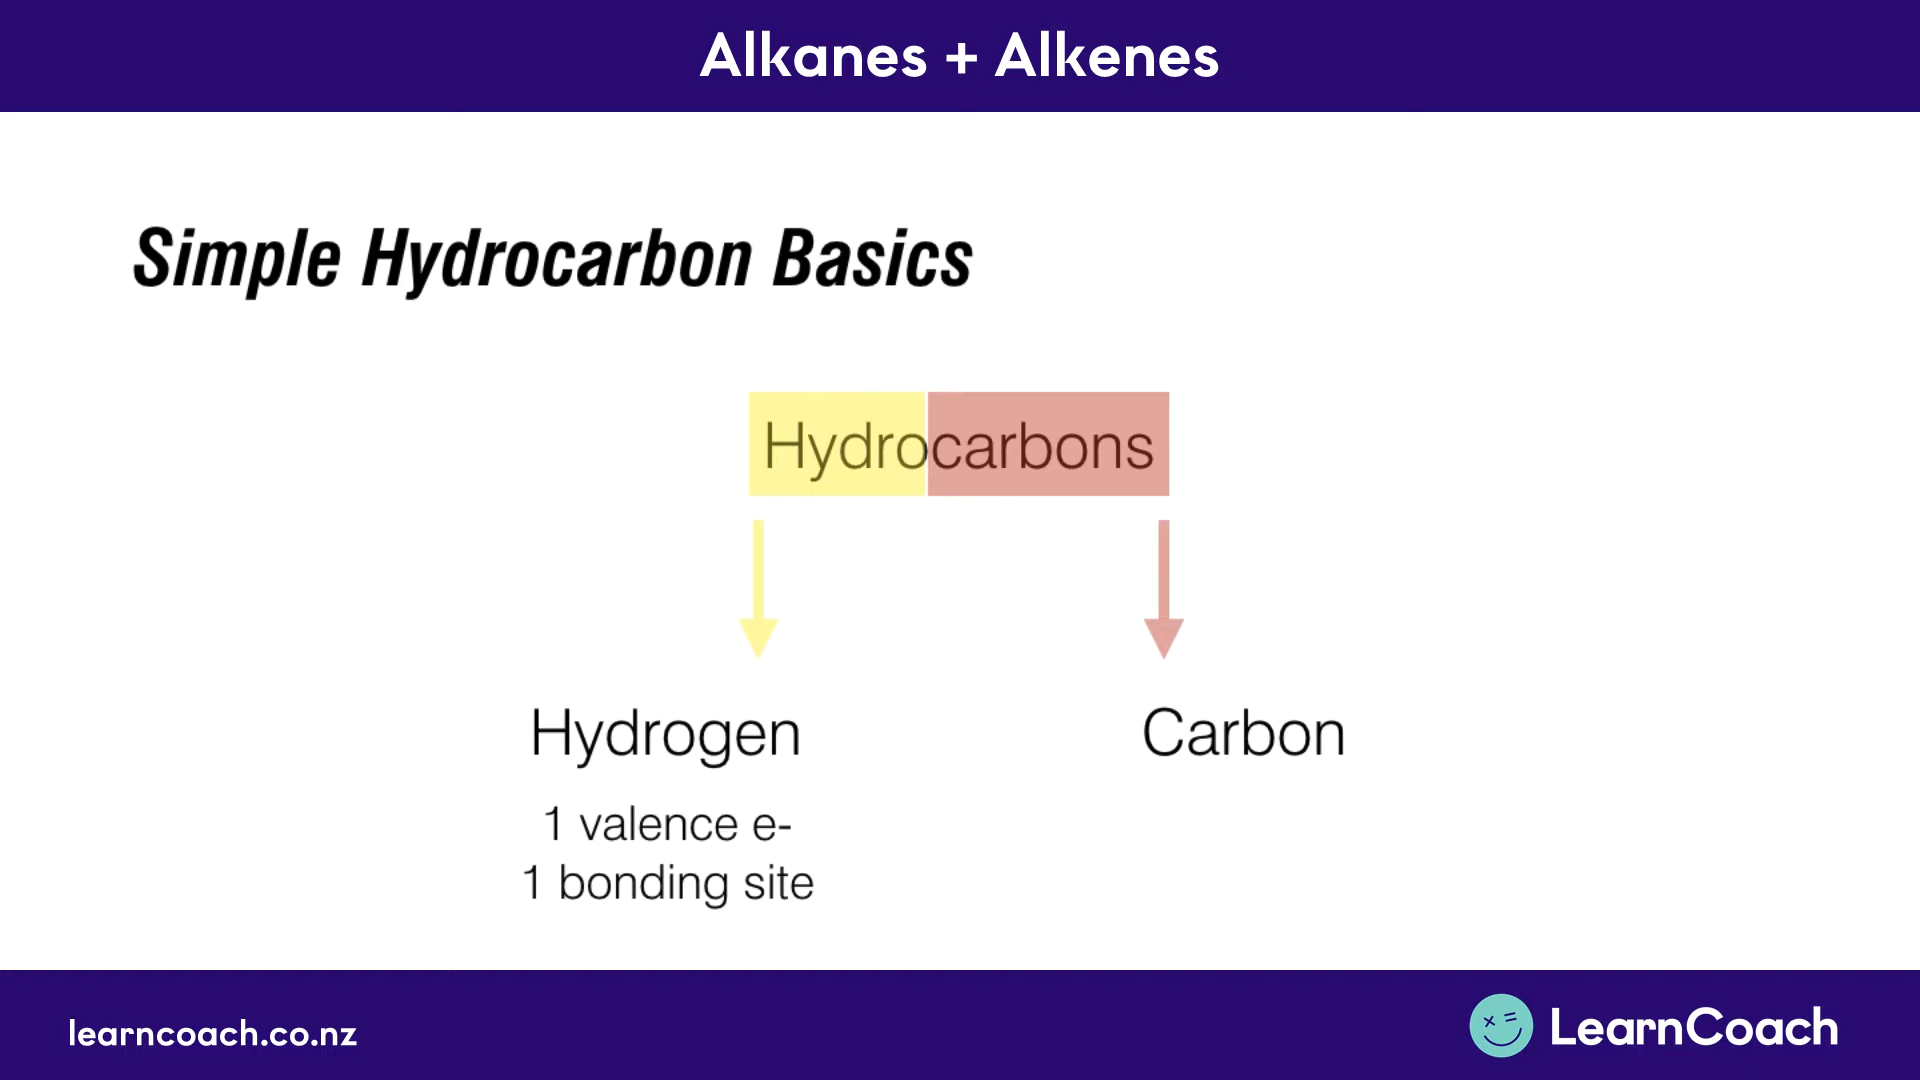 Alkanes + Alkenes
Simple Hydrocarbon Basics
Hydrocarbons
Hydrogen
Carbon
1 valence e-
1 bonding site
learncoach.co.nz
LearnCoach